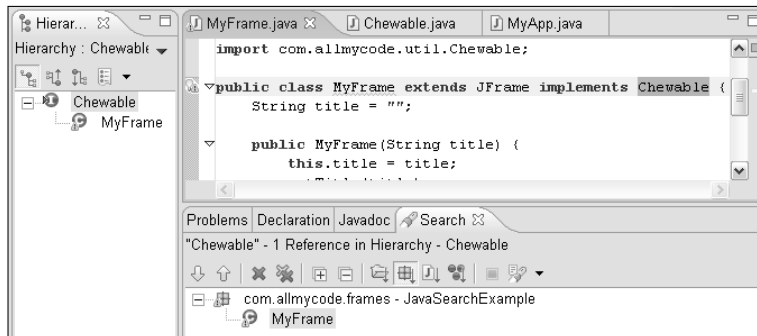 Hierar...
Hierarchy : Chewable
Chewable
MyFrame
MyFrame.java
Chewable.java
MyApp.java
import com.allmycode.util.Chewable;
public class MyFrame extends JFrame implements Chewable {
String title = "";
public MyFrame(String title) {
this.title = title;
Problems Declaration Javadoc Search
"Chewable" - 1 Reference in Hierarchy - Chewable
com.allmycode.frames - JavaSearchExample
MyFrame